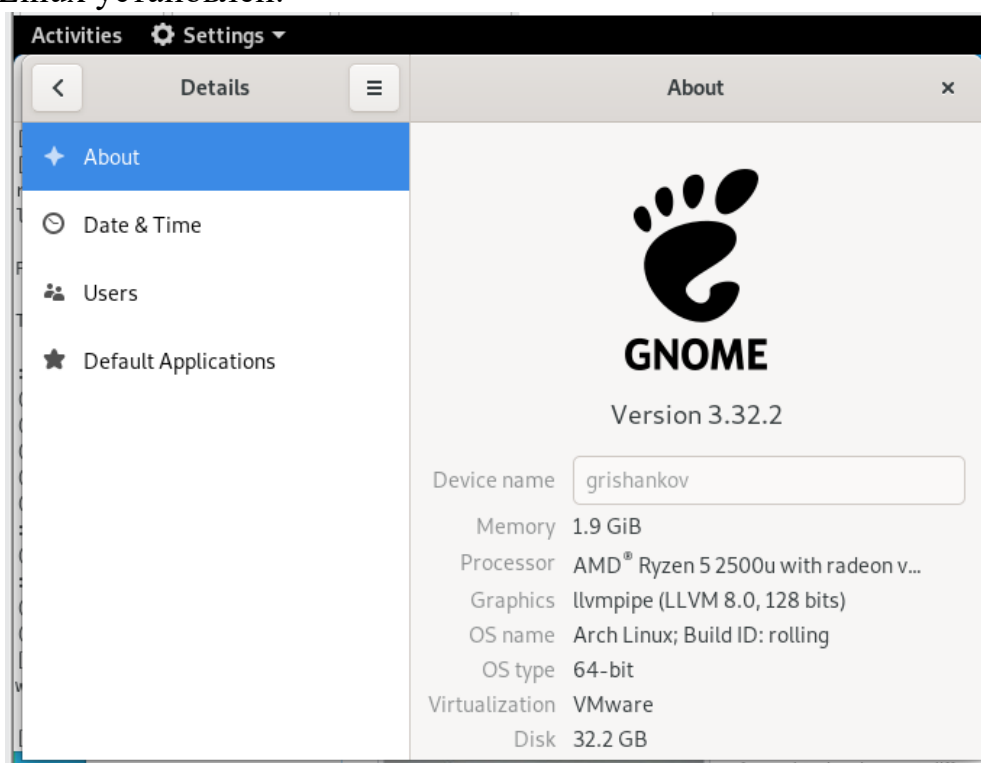 Linux установлен.
Activities Settings
Details
About
About
Date & Time
Users
Default Applications
GNOME
Version 3.32.2
Device name grishankov
Memory 1.9 GiB
Processor AMD® Ryzen 5 2500u with radeon v...
Graphics llvmpipe (LLVM 8.0, 128 bits)
OS name Arch Linux; Build ID: rolling
OS type 64-bit
Virtualization VMware
Disk 32.2 GB